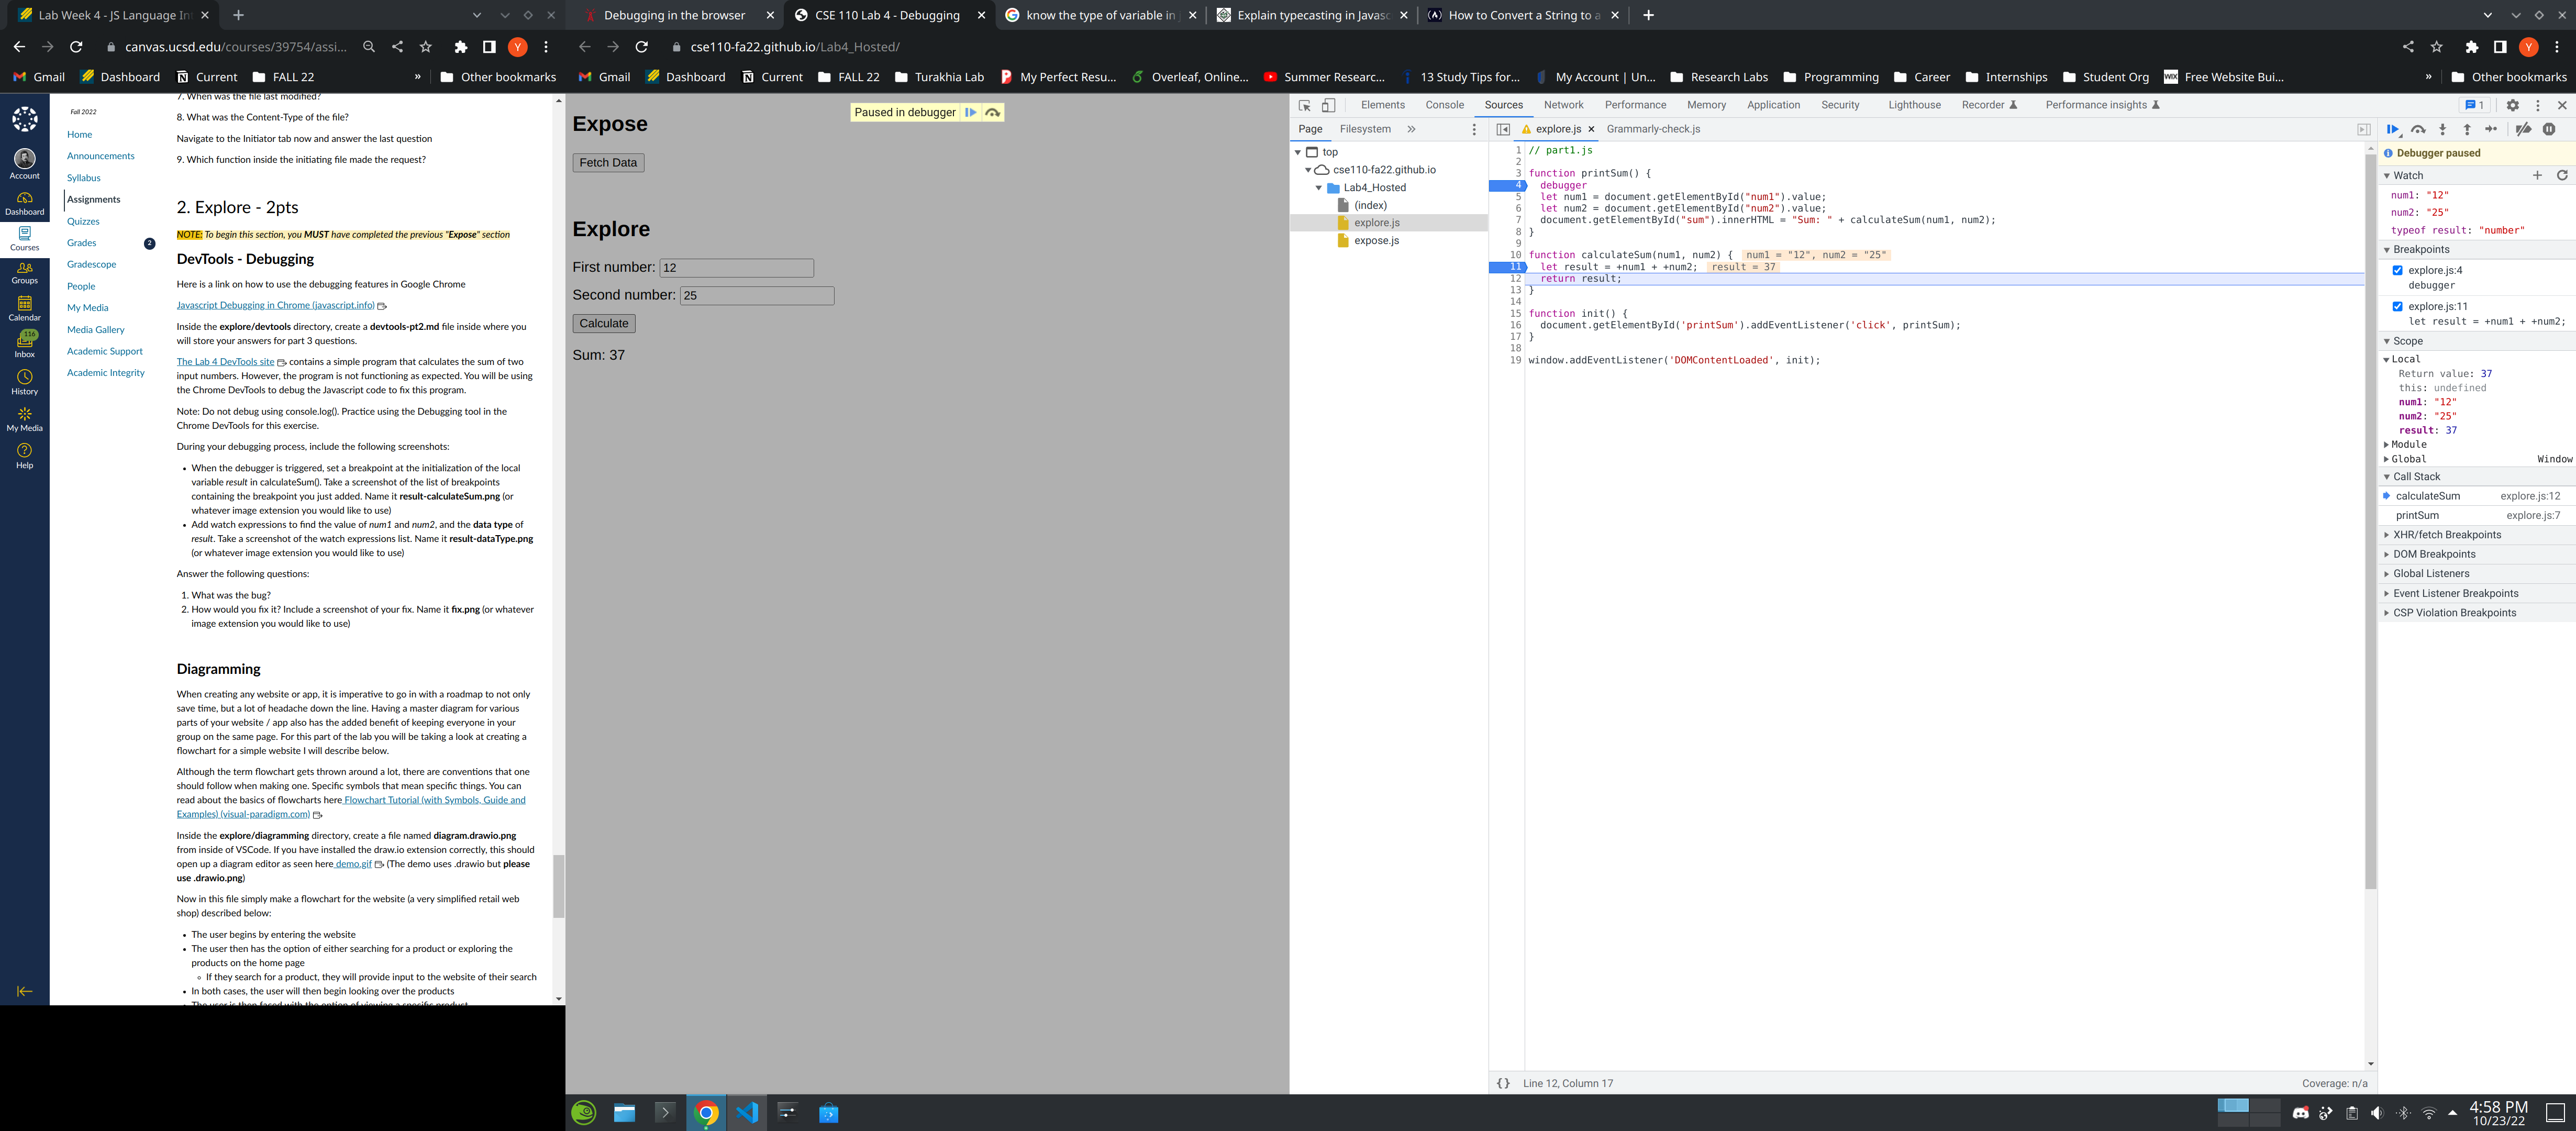 Lab Week 4 - JS Language In
Debugging in the browser
CSE 110 Lab 4 - Debugging
know the type of variable in j
Explain typecasting in Javasc
How to Convert a String to a
canvas.ucsd.edu/courses/39754/assi...
Y
cse110-fa22.github.io/Lab4_Hosted/
Y
Gmail
Dashboard
Current
FALL 22
»
Other bookmarks
Gmail
Dashboard
Current
FALL 22
Turakhia Lab
My Perfect Resu...
Overleaf, Online...
Summer Researc...
13 Study Tips for...
My Account | Un...
Research Labs
Programming
Career
Internships
Student Org
WIX
Free Website Bui...
»
Other bookmarks
Account
Dashboard
Courses
Groups
Calendar
116
Inbox
History
My Media
Help
Fall 2022
Home
Announcements
Syllabus
Assignments
Quizzes
Grades
2
Gradescope
People
My Media
Media Gallery
Academic Support
Academic Integrity
7. When was the file last modified?
8. What was the Content-Type of the file?
Navigate to the Initiator tab now and answer the last question
9. Which function inside the initiating file made the request?
2. Explore - 2pts
NOTE: To begin this section, you MUST have completed the previous "Expose" section
DevTools - Debugging
Here is a link on how to use the debugging features in Google Chrome
Javascript Debugging in Chrome (javascript.info)
Inside the explore/devtools directory, create a devtools-pt2.md file inside where you
will store your answers for part 3 questions.
The Lab 4 DevTools site contains a simple program that calculates the sum of two
input numbers. However, the program is not functioning as expected. You will be using
the Chrome DevTools to debug the Javascript code to fix this program.
Note: Do not debug using console.log(). Practice using the Debugging tool in the
Chrome DevTools for this exercise.
During your debugging process, include the following screenshots:
• When the debugger is triggered, set a breakpoint at the initialization of the local
variable result in calculateSum(). Take a screenshot of the list of breakpoints
containing the breakpoint you just added. Name it result-calculateSum.png (or
whatever image extension you would like to use)
• Add watch expressions to find the value of num1 and num2, and the data type of
result. Take a screenshot of the watch expressions list. Name it result-dataType.png
(or whatever image extension you would like to use)
Answer the following questions:
1. What was the bug?
2. How would you fix it? Include a screenshot of your fix. Name it fix.png (or whatever
image extension you would like to use)
Diagramming
When creating any website or app, it is imperative to go in with a roadmap to not only
save time, but a lot of headache down the line. Having a master diagram for various
parts of your website / app also has the added benefit of keeping everyone in your
group on the same page. For this part of the lab you will be taking a look at creating a
flowchart for a simple website I will describe below.
Although the term flowchart gets thrown around a lot, there are conventions that one
should follow when making one. Specific symbols that mean specific things. You can
read about the basics of flowcharts here Flowchart Tutorial (with Symbols, Guide and
Examples) (visual-paradigm.com)
Inside the explore/diagramming directory, create a file named diagram.drawio.png
from inside of VSCode. If you have installed the draw.io extension correctly, this should
open up a diagram editor as seen here demo.gif (The demo uses .drawio but please
use .drawio.png)
Now in this file simply make a flowchart for the website (a very simplified retail web
shop) described below:
• The user begins by entering the website
• The user then has the option of either searching for a product or exploring the
products on the home page
◦ If they search for a product, they will provide input to the website of their search
• In both cases, the user will then begin looking over the products
• The user is then faced with the option of viewing a specific product
Paused in debugger
Expose
Fetch Data
Explore
First number: 12
Second number: 25
Calculate
Sum: 37
Elements
Console
Sources
Network
Performance
Memory
Application
Security
Lighthouse
Recorder
Performance insights
1
Page
Filesystem
»
explore.js
Grammarly-check.js
top
cse110-fa22.github.io
Lab4_Hosted
(index)
explore.js
expose.js
1 // part1.js
2
3 function printSum() {
4 debugger
5 let num1 = document.getElementById("num1").value;
6 let num2 = document.getElementById("num2").value;
7 document.getElementById("sum").innerHTML = "Sum: " + calculateSum(num1, num2);
8 }
9
10 function calculateSum(num1, num2) { num1 = "12", num2 = "25"
11 let result = +num1 + +num2; result = 37
12 return result;
13 }
14
15 function init() {
16 document.getElementById('printSum').addEventListener('click', printSum);
17 }
18
19 window.addEventListener('DOMContentLoaded', init);
{} Line 12, Column 17
Coverage: n/a
Debugger paused
Watch
num1: "12"
num2: "25"
typeof result: "number"
Breakpoints
explore.js:4
debugger
explore.js:11
let result = +num1 + +num2;
Scope
Local
Return value: 37
this: undefined
num1: "12"
num2: "25"
result: 37
Module
Global Window
Call Stack
calculateSum explore.js:12
printSum explore.js:7
XHR/fetch Breakpoints
DOM Breakpoints
Global Listeners
Event Listener Breakpoints
CSP Violation Breakpoints
4:58 PM
10/23/22